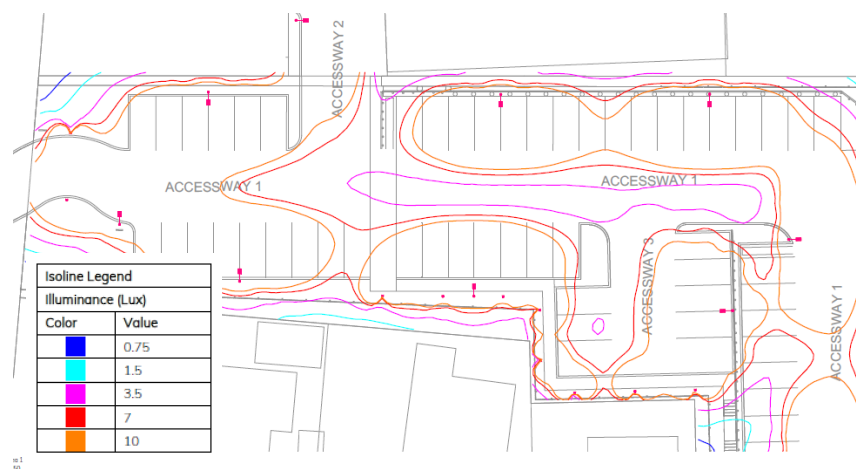 ACCESSWAY 2
ACCESSWAY 1
ACCESSWAY 1
ACCESSWAY 3
ACCESSWAY 1
Isoline Legend
Illuminance (Lux)
Color Value
0.75
1.5
3.5
7
10